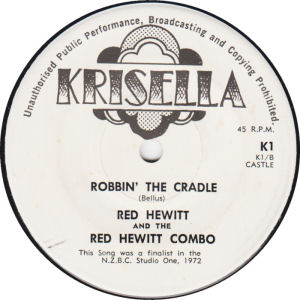 Unauthorised Public Performance, Broadcasting and Copying Prohibited.
KRISELLA
45 R.P.M.
K1
K1/B
CASTLE
ROBBIN' THE CRADLE
(Bellus)
RED HEWITT
AND THE
RED HEWITT COMBO
This Song was a finalist in the
N.Z.B.C. Studio One, 1972